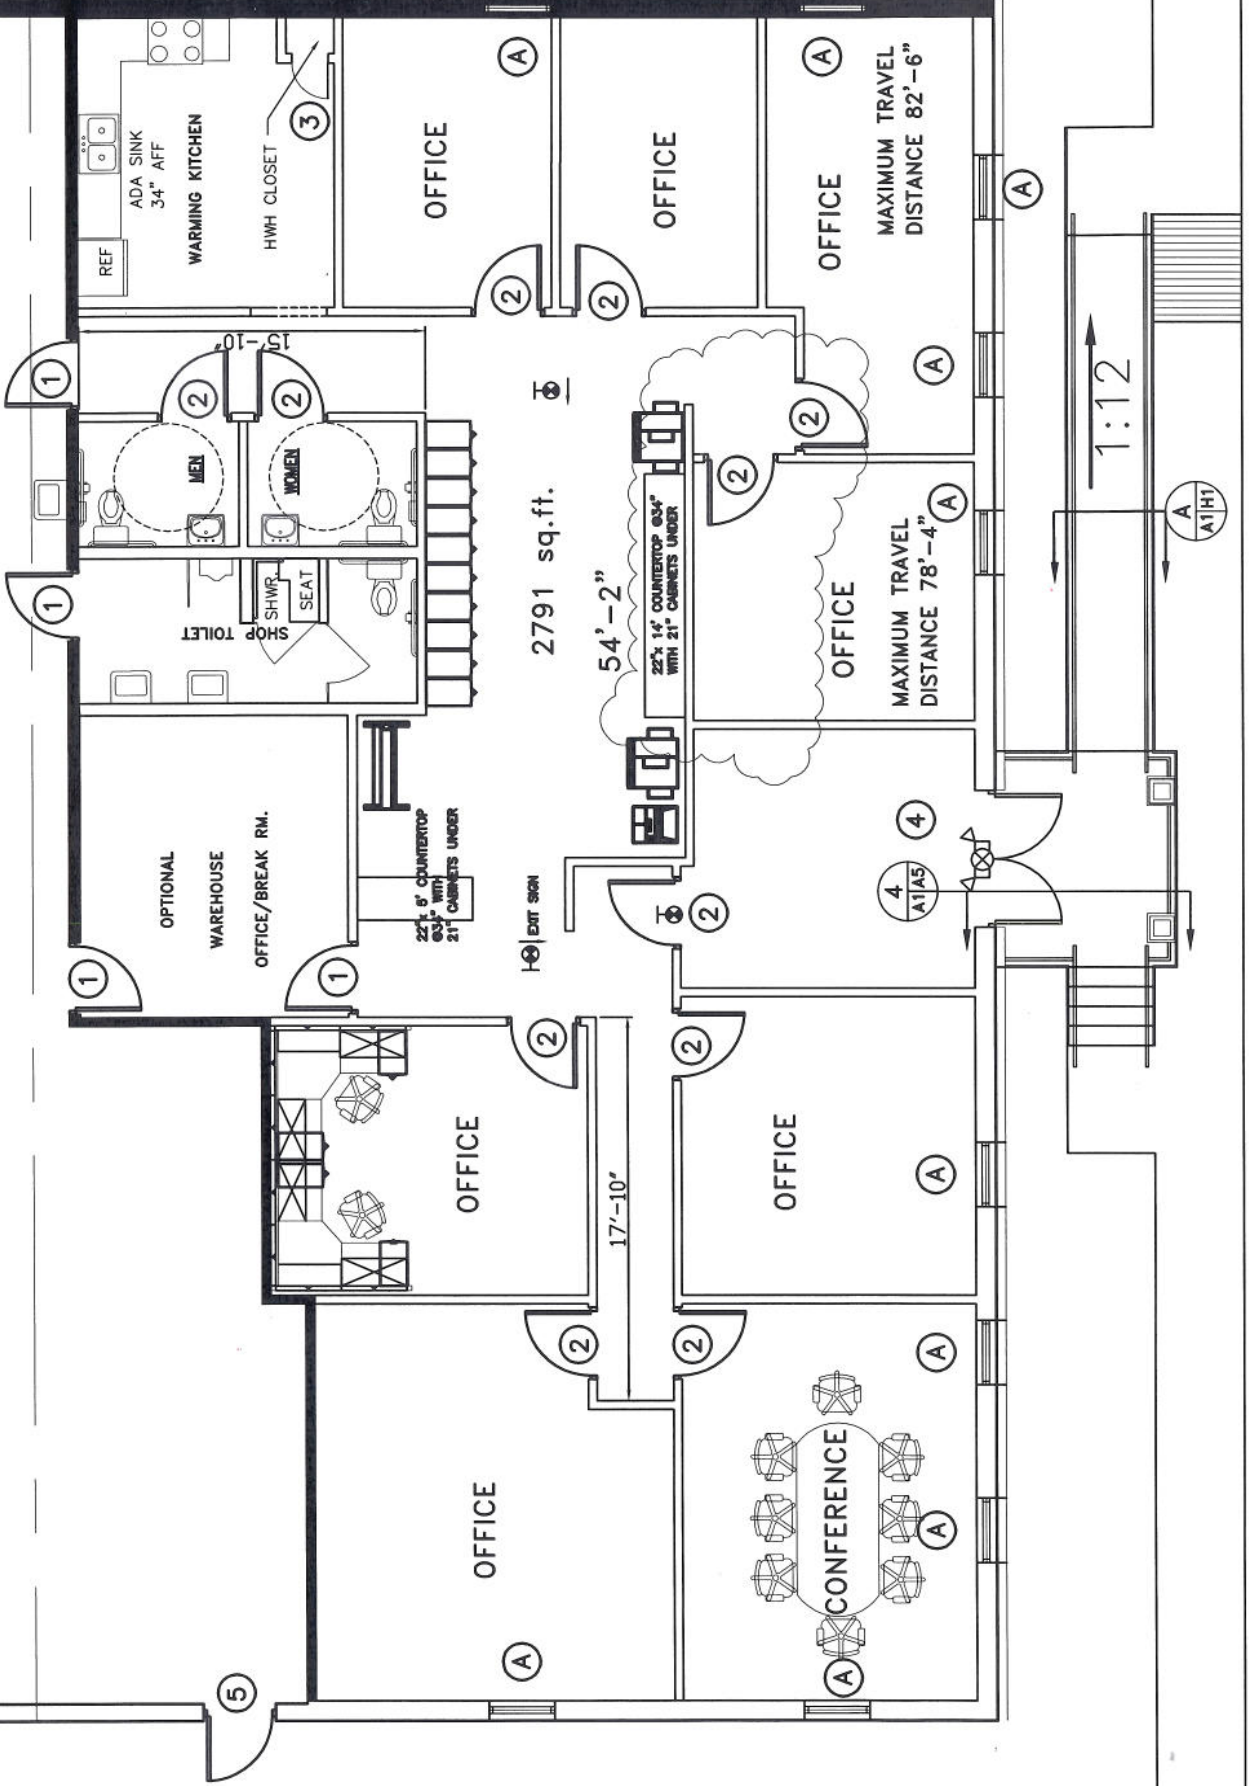 REF
ADA SINK
34" AFF
WARMING KITCHEN
HWH CLOSET
3
OFFICE
A
OFFICE
A
OFFICE
MAXIMUM TRAVEL
DISTANCE 82'-6"
A
A
2
2
1
15'-10"
2
2
MEN
WOMEN
2
2
1:12
1
SHOP TOILET
SHWR.
SEAT
2791 sq.ft.
54'-2"
22"x 14' COUNTERTOP @34"
WITH 21" CABINETS UNDER
OFFICE
MAXIMUM TRAVEL
DISTANCE 78'-4"
A
A
A1 H1
OPTIONAL
WAREHOUSE
OFFICE/BREAK RM.
22"x 6' COUNTERTOP
@34" WITH
21" CABINETS UNDER
EXIT SIGN
1
1
2
4
4
A1 A5
OFFICE
2
2
OFFICE
A
17'-10"
2
2
OFFICE
A
CONFERENCE
A
A
A
5